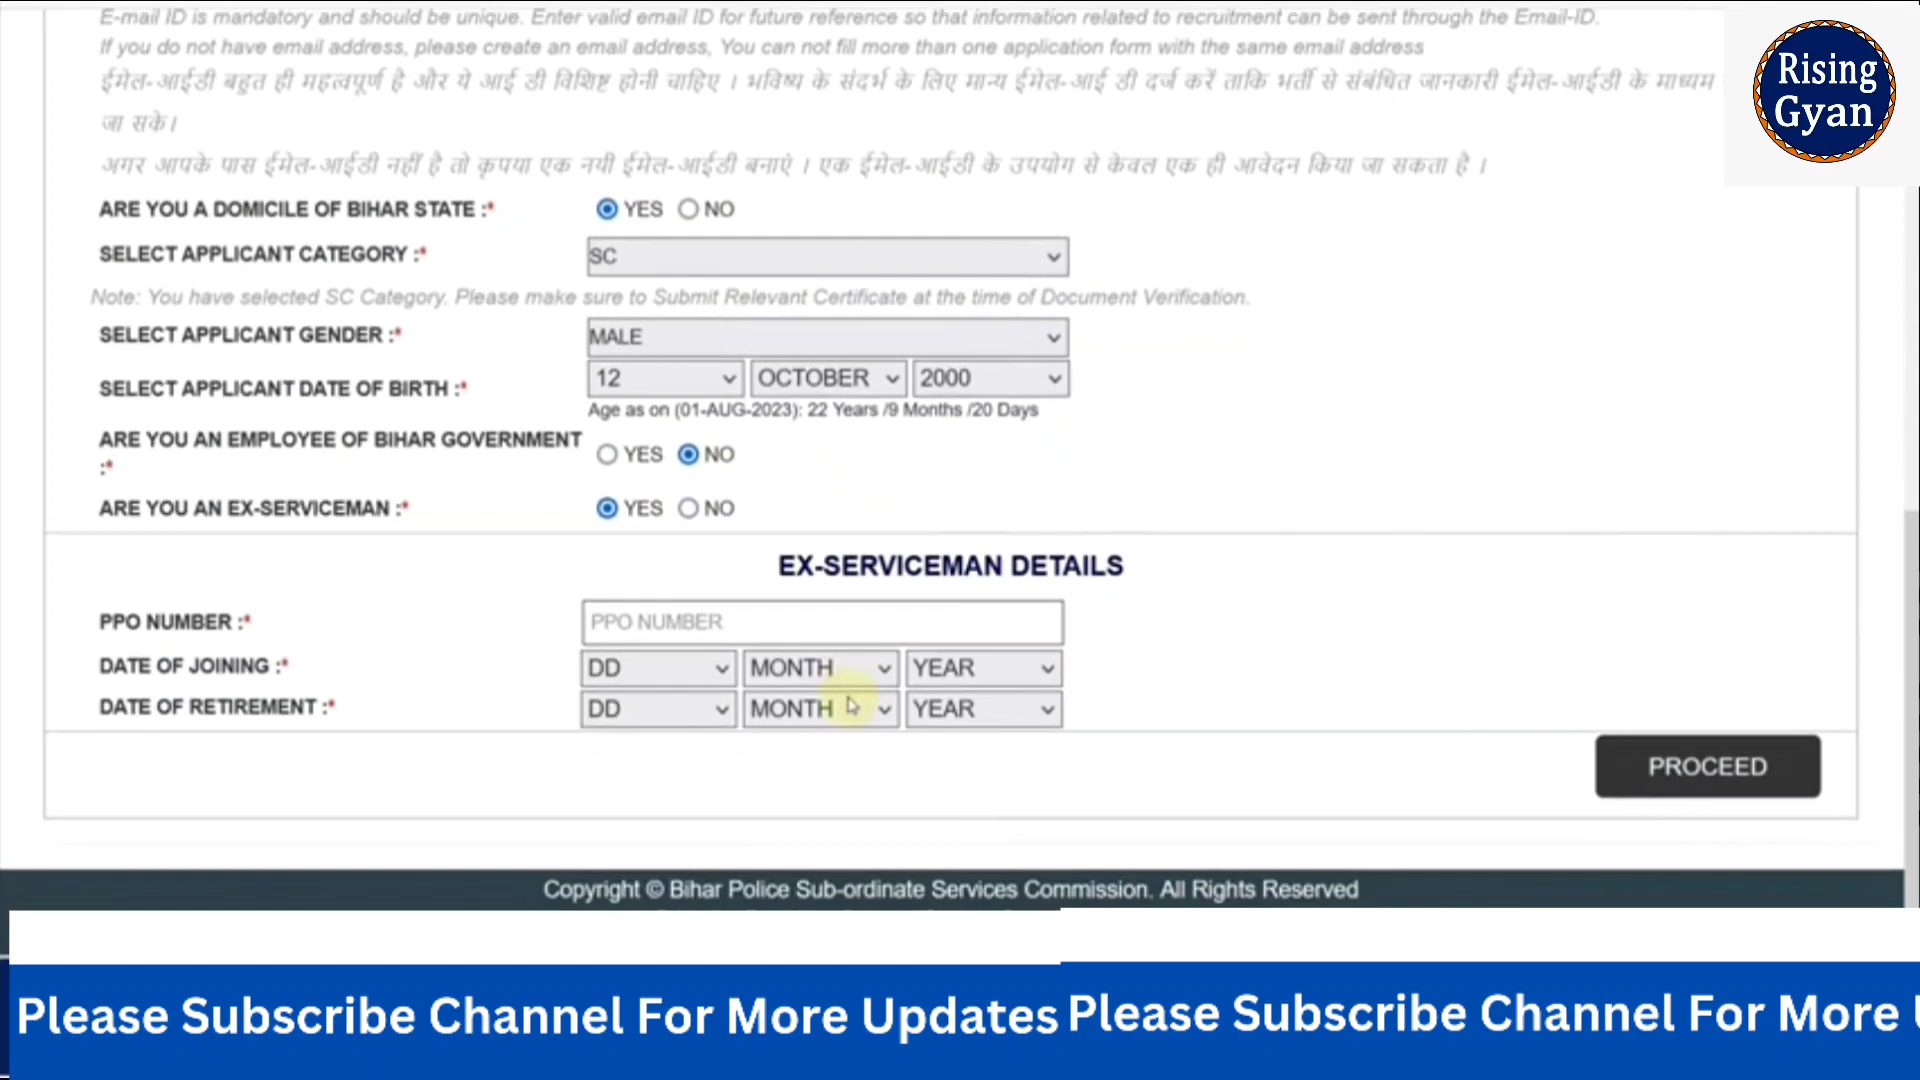 E-mail ID is mandatory and should be unique. Enter valid email ID for future reference so that information related to recruitment can be sent through the Email-ID.
If you do not have email address, please create an email address, You can not fill more than one application form with the same email address
ईमेल-आईडी बहुत ही महत्वपूर्ण है और ये आई डी विशिष्ट होनी चाहिए । भविष्य के संदर्भ के लिए मान्य ईमेल-आई डी दर्ज करें ताकि भर्ती से संबंधित जानकारी ईमेल-आईडी के माध्यम
जा सके।
अगर आपके पास ईमेल-आईडी नहीं है तो कृपया एक नयी ईमेल-आईडी बनाएं । एक ईमेल-आईडी के उपयोग से केवल एक ही आवेदन किया जा सकता है ।
Rising
Gyan
ARE YOU A DOMICILE OF BIHAR STATE :* YES NO
SELECT APPLICANT CATEGORY :* SC
Note: You have selected SC Category. Please make sure to Submit Relevant Certificate at the time of Document Verification.
SELECT APPLICANT GENDER :* MALE
SELECT APPLICANT DATE OF BIRTH :* 12 OCTOBER 2000
Age as on (01-AUG-2023): 22 Years /9 Months /20 Days
ARE YOU AN EMPLOYEE OF BIHAR GOVERNMENT
:* YES NO
ARE YOU AN EX-SERVICEMAN :* YES NO
EX-SERVICEMAN DETAILS
PPO NUMBER :* PPO NUMBER
DATE OF JOINING :* DD MONTH YEAR
DATE OF RETIREMENT :* DD MONTH YEAR
PROCEED
Copyright © Bihar Police Sub-ordinate Services Commission. All Rights Reserved
Please Subscribe Channel For More Updates Please Subscribe Channel For More